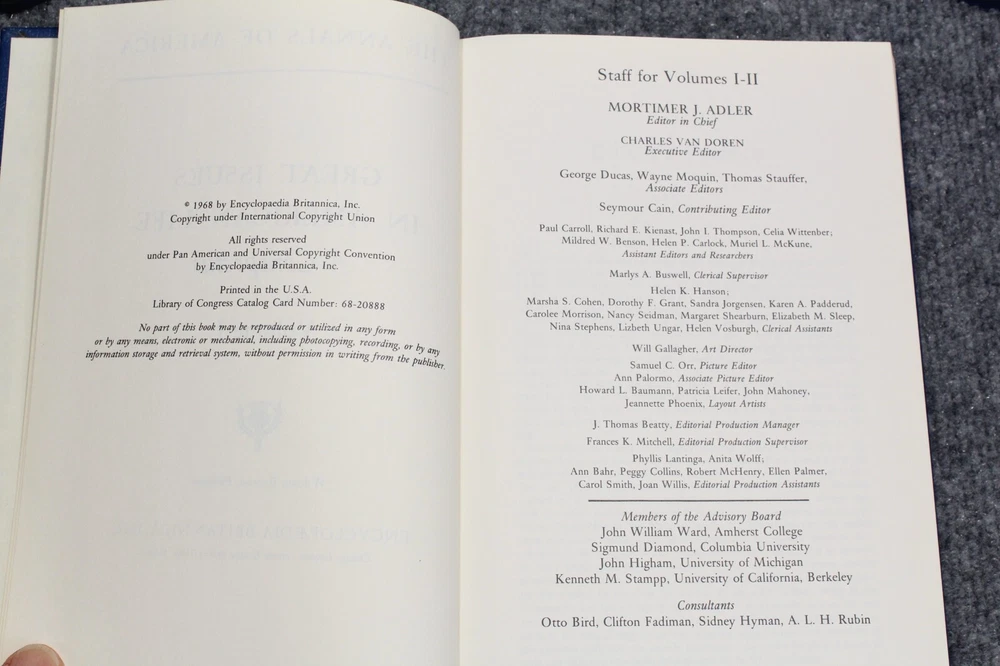 © 1968 by Encyclopaedia Britannica, Inc.
Copyright under International Copyright Union
All rights reserved
under Pan American and Universal Copyright Convention
by Encyclopaedia Britannica, Inc.
Printed in the U.S.A.
Library of Congress Catalog Card Number: 68-20888
No part of this book may be reproduced or utilized in any form
or by any means, electronic or mechanical, including photocopying, recording, or by any
information storage and retrieval system, without permission in writing from the publisher.
Staff for Volumes I-II
MORTIMER J. ADLER
Editor in Chief
CHARLES VAN DOREN
Executive Editor
George Ducas, Wayne Moquin, Thomas Stauffer,
Associate Editors
Seymour Cain, Contributing Editor
Paul Carroll, Richard E. Kienast, John I. Thompson, Celia Wittenber;
Mildred W. Benson, Helen P. Carlock, Muriel L. McKune,
Assistant Editors and Researchers
Marlys A. Buswell, Clerical Supervisor
Helen K. Hanson;
Marsha S. Cohen, Dorothy F. Grant, Sandra Jorgensen, Karen A. Padderud,
Carolee Morrison, Nancy Seidman, Margaret Shearburn, Elizabeth M. Sleep,
Nina Stephens, Lizbeth Ungar, Helen Vosburgh, Clerical Assistants
Will Gallagher, Art Director
Samuel C. Orr, Picture Editor
Ann Palormo, Associate Picture Editor
Howard L. Baumann, Patricia Leifer, John Mahoney,
Jeannette Phoenix, Layout Artists
J. Thomas Beatty, Editorial Production Manager
Frances K. Mitchell, Editorial Production Supervisor
Phyllis Lantinga, Anita Wolff;
Ann Bahr, Peggy Collins, Robert McHenry, Ellen Palmer,
Carol Smith, Joan Willis, Editorial Production Assistants
Members of the Advisory Board
John William Ward, Amherst College
Sigmund Diamond, Columbia University
John Higham, University of Michigan
Kenneth M. Stampp, University of California, Berkeley
Consultants
Otto Bird, Clifton Fadiman, Sidney Hyman, A. L. H. Rubin